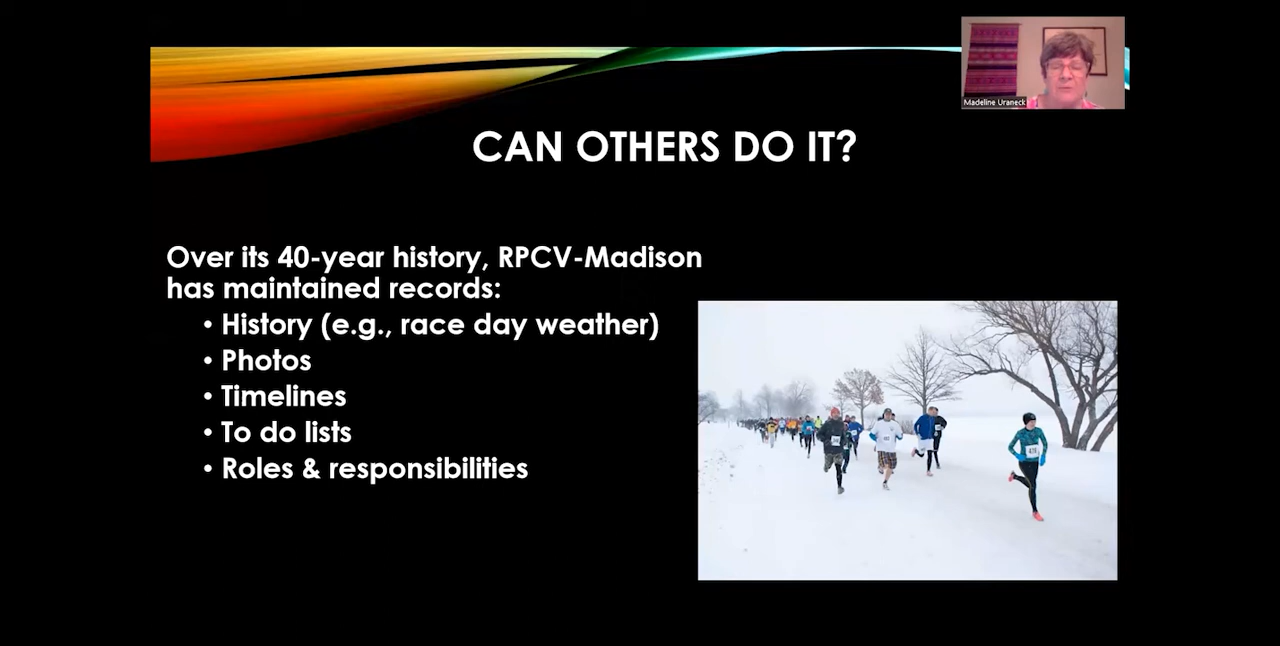 Madeline Uraneck
CAN OTHERS DO IT?
Over its 40-year history, RPCV-Madison
has maintained records:
• History (e.g., race day weather)
• Photos
• Timelines
• To do lists
• Roles & responsibilities